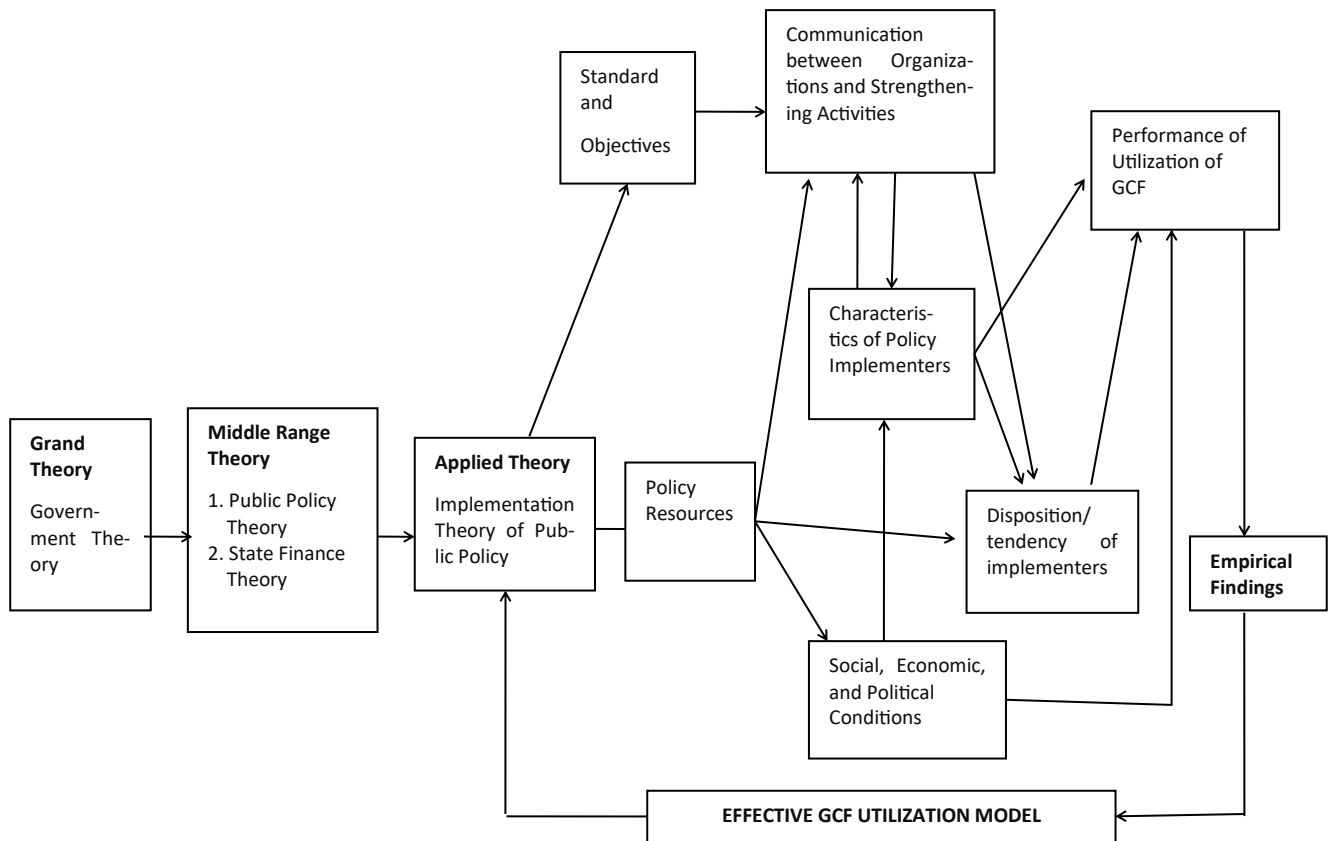 Communication
between Organiza-
tions and Strengthen-
ing Activities
Standard
and
Objectives
Performance of
Utilization of
GCF
Characteris-
tics of Policy
Implementers
Grand
Theory
Govern-
ment The-
ory
Middle Range
Theory
1. Public Policy
Theory
2. State Finance
Theory
Applied Theory
Implementation
Theory of Pub-
lic Policy
Policy
Resources
Disposition/
tendency of
implementers
Empirical
Findings
Social, Economic,
and Political
Conditions
EFFECTIVE GCF UTILIZATION MODEL